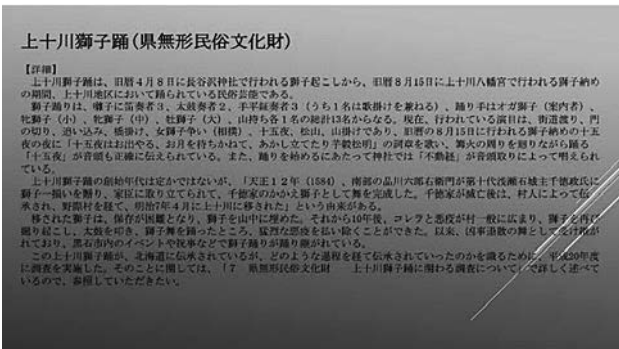 上十川獅子踊(県無形民俗文化財)
【詳細】
上十川獅子踊は、旧暦4月8日に長谷沢神社で行われる獅子起こしから、旧暦8月15日に上十川八幡宮で行われる獅子納め
の期間、上十川地区において踊られている民俗芸能である。
獅子踊りは、囃子に笛奏者3、太鼓奏者2、手平鉦奏者3(うち1名は歌掛けを兼ねる)、踊り手はオガシ(案内者)、
牝獅子(小)、牝獅子(中)、牡獅子(大)、山持ち各1名の総計13名からなる。現在、行われている演目は、街道渡り、門
の切り、追い込み、橋掛け、女獅子争い(相横)、十五夜、松山、山掛けであり、旧暦の8月15日に行われる獅子納めの十五
夜の夜に「十五夜はお出やる、お月を待ちかねて、あかし立てたり芋穀松明」の詞章を歌い、篝火の周りを廻りながら踊る
「十五夜」が音頭も正確に伝えられている。また、踊りを始めるにあたって神社では「不動経」が音頭取りによって唱えられ
ている。
上十川獅子踊の創始年代は定かではないが、「天正12年(1584)、南部の品川六郎右衛門が第十代浅瀬石城主千徳政氏に
獅子一揃いを贈り、家臣に取り立てられて、千徳家のかかえ獅子として舞を完成した。千徳家が滅亡後は、村人によって伝
承され、野際村を経て、明治7年4月に上十川に移された」という由来がある。
移された獅子は、保存が困難となり、獅子を山中に埋めた。それから10年後、コレラと悪疫が村一般に広まり、獅子を再び
掘り起こし、太鼓を叩き、獅子舞を踊ったところ、猛烈な悪疫を払い除くことができた。以来、凶事退散の舞として受け継が
れており、黒石市内のイベントや祝事などで獅子踊りが踊り継がれている。
この上十川獅子踊が、北海道に伝承されているが、どのような過程を経て伝承されていったのかを識るために、平成20年度
に調査を実施した。そのことに関しては、「7 県無形民俗文化財 上十川獅子踊に関わる調査について」で詳しく述べて
いるので、参照していただきたい。